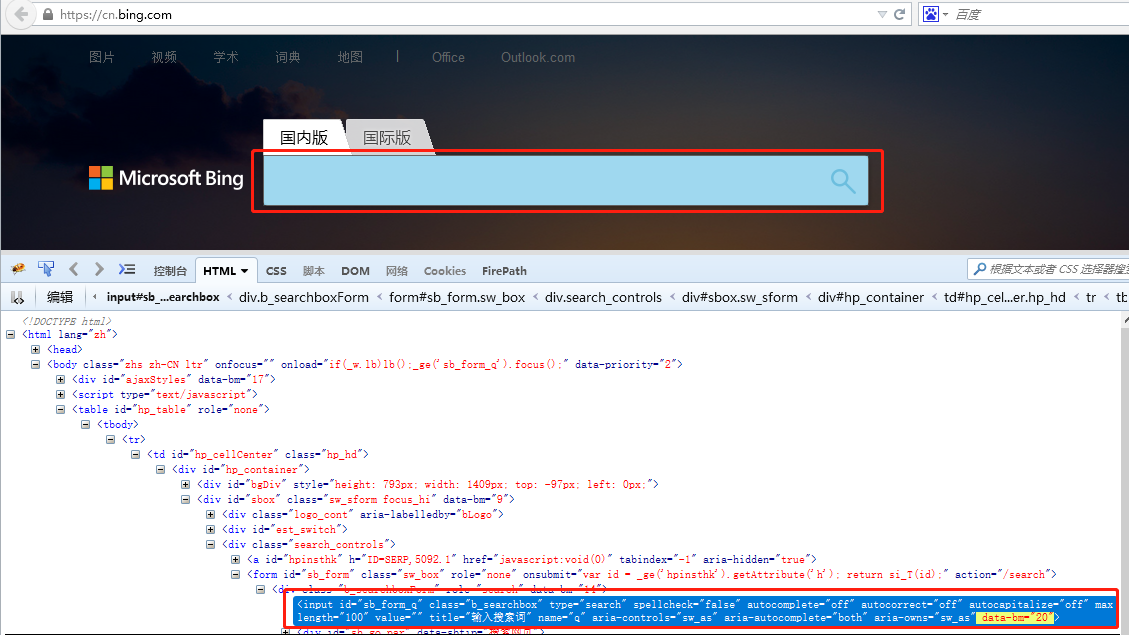 https://cn.bing.com
百度
图片 视频 学术 词典 地图 | Office Outlook.com
国内版 国际版
Microsoft Bing
控制台 HTML CSS 脚本 DOM 网络 Cookies FirePath
根据文本或者 CSS 选择器搜
编辑 input#sb_...earchbox < div.b_searchboxForm < form#sb_form.sw_box < div.search_controls < div#sbox.sw_sform < div#hp_container < td#hp_cel...er.hp_hd < tr < tb
<!DOCTYPE html>
<html lang="zh">
<head>
<body class="zhs zh-CN ltr" onfocus="" onload="if(_w.lb)lb();_ge('sb_form_q').focus();" data-priority="2">
<div id="ajaxStyles" data-bm="17">
<script type="text/javascript">
<table id="hp_table" role="none">
<tbody>
<tr>
<td id="hp_cellCenter" class="hp_hd">
<div id="hp_container">
<div id="bgDiv" style="height: 793px; width: 1409px; top: -97px; left: 0px;">
<div id="sbox" class="sw_sform focus_hi" data-bm="9">
<div class="logo_cont" aria-labelledby="bLogo">
<div id="est_switch">
<div class="search_controls">
<a id="hpinsthk" h="ID=SERP,5092.1" href="javascript:void(0)" tabindex="-1" aria-hidden="true">
<form id="sb_form" class="sw_box" role="none" onsubmit="var id = _ge('hpinsthk').getAttribute('h'); return si_T(id);" action="/search">
<div class="b_searchboxForm" role="search" data-bm="14">
<input id="sb_form_q" class="b_searchbox" type="search" spellcheck="false" autocomplete="off" autocorrect="off" autocapitalize="off" max
length="100" value="" title="输入搜索词" name="q" aria-controls="sw_as" aria-autocomplete="both" aria-owns="sw_as" data-bm="20">